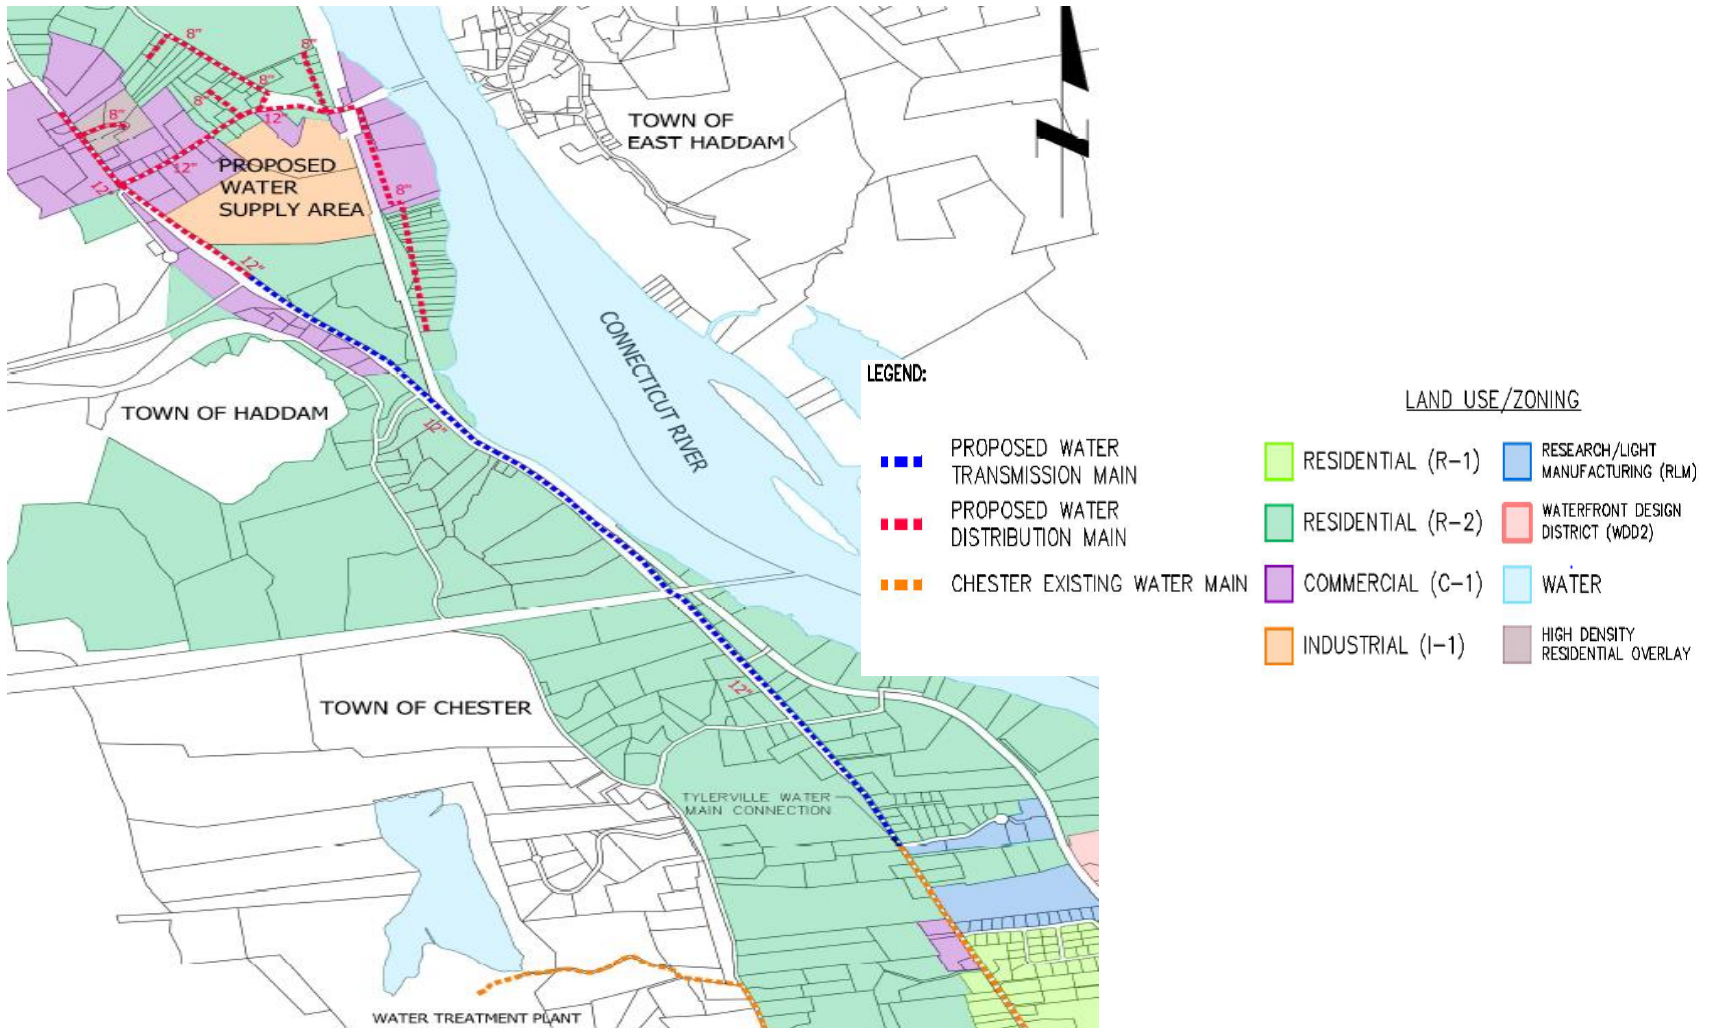 8"
8"
8"
8"
8"
12"
TOWN OF
EAST HADDAM
PROPOSED
WATER
SUPPLY AREA
12"
12"
8"
12"
CONNECTICUT RIVER
TOWN OF HADDAM
12"
LEGEND:
PROPOSED WATER
TRANSMISSION MAIN
PROPOSED WATER
DISTRIBUTION MAIN
CHESTER EXISTING WATER MAIN
LAND USE/ZONING
RESIDENTIAL (R-1)
RESIDENTIAL (R-2)
COMMERCIAL (C-1)
INDUSTRIAL (I-1)
RESEARCH/LIGHT
MANUFACTURING (RLM)
WATERFRONT DESIGN
DISTRICT (WDD2)
WATER
HIGH DENSITY
RESIDENTIAL OVERLAY
12"
TOWN OF CHESTER
TYLERVILLE WATER
MAIN CONNECTION
WATER TREATMENT PLANT